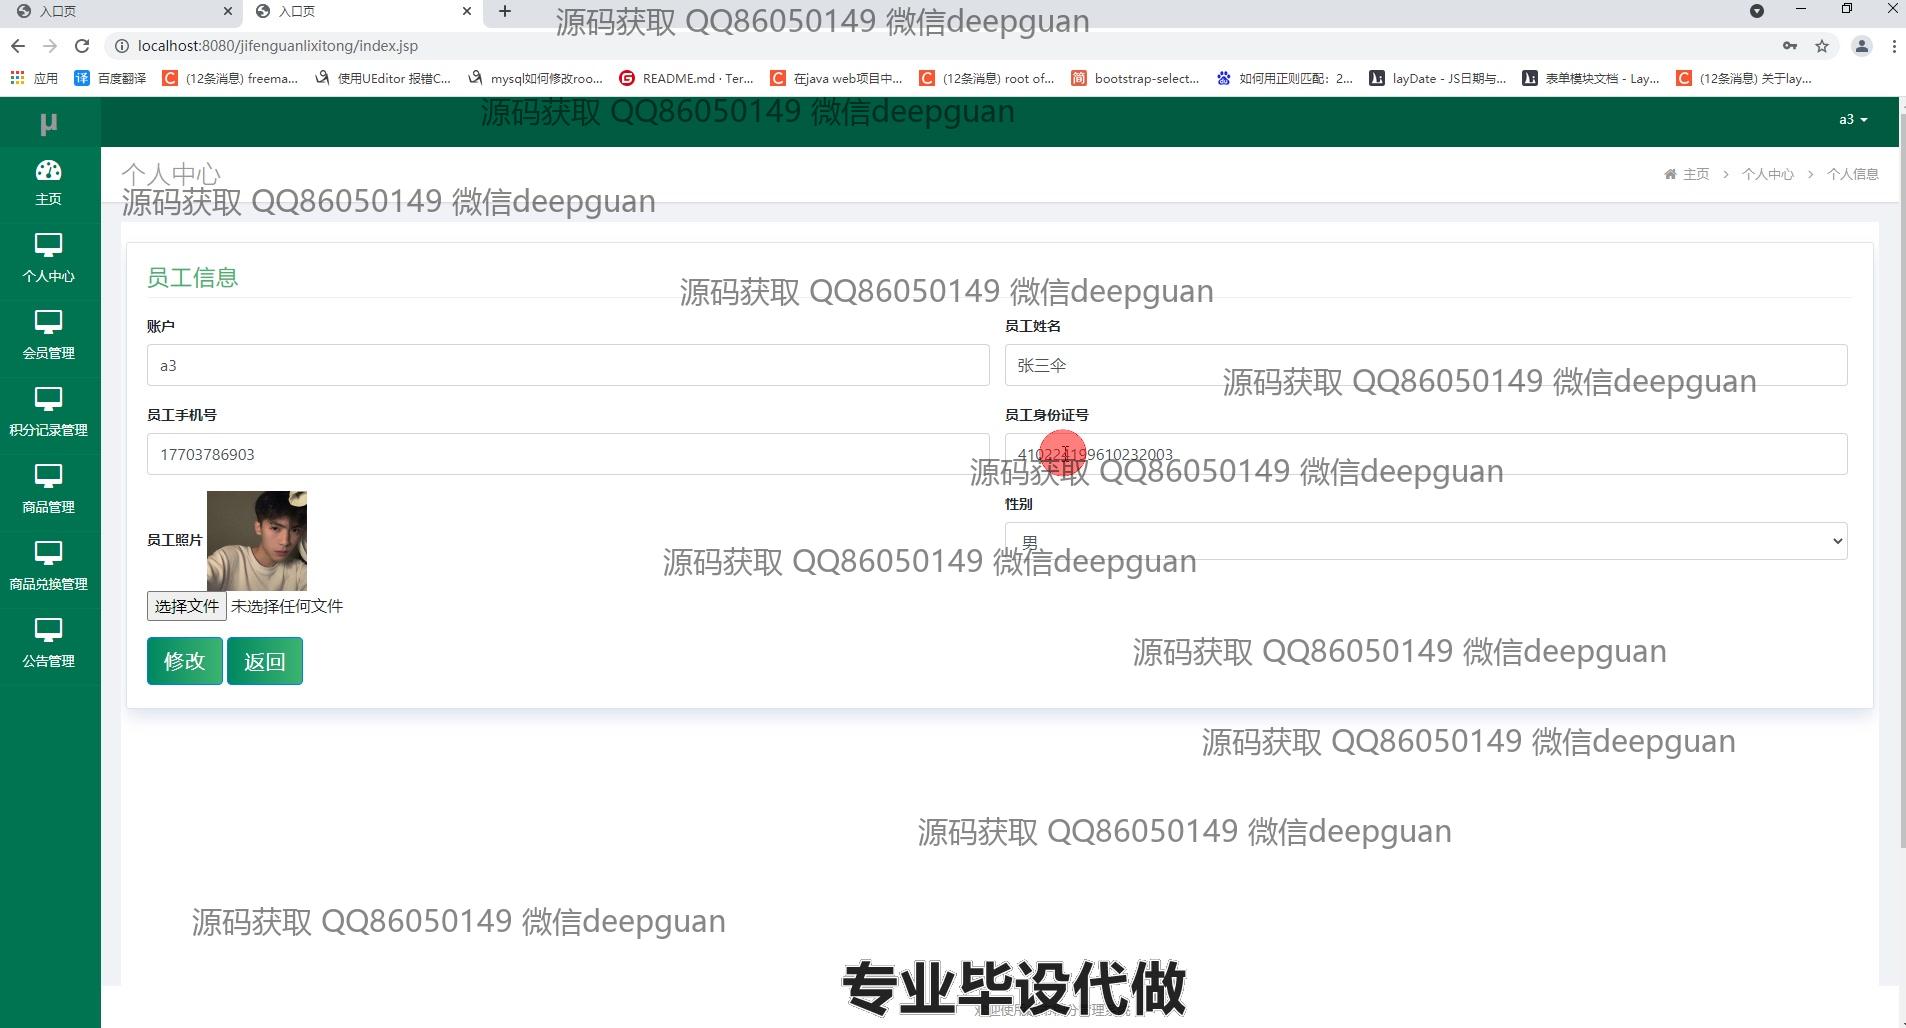 入口页
入口页
源码获取 QQ86050149 微信deepguan
localhost:8080/jifenguanlixitong/index.jsp
应用
百度翻译
(12条消息) freema...
使用UEditor 报错C...
mysql如何修改roo...
README.md · Ter...
在java web项目中...
(12条消息) root of...
bootstrap-select...
如何用正则匹配：2...
layDate - JS日期与...
表单模块文档 - Lay...
(12条消息) 关于lay...
μ
源码获取 QQ86050149 微信deepguan
a3
个人中心
主页 > 个人中心 > 个人信息
源码获取 QQ86050149 微信deepguan
主页
个人中心
会员管理
积分记录管理
商品管理
商品兑换管理
公告管理
员工信息
源码获取 QQ86050149 微信deepguan
账户
员工姓名
a3
张三伞
源码获取 QQ86050149 微信deepguan
员工手机号
员工身份证号
17703786903
410224199610232003
源码获取 QQ86050149 微信deepguan
员工照片
性别
男
源码获取 QQ86050149 微信deepguan
选择文件 未选择任何文件
修改 返回
源码获取 QQ86050149 微信deepguan
源码获取 QQ86050149 微信deepguan
源码获取 QQ86050149 微信deepguan
源码获取 QQ86050149 微信deepguan
专业毕设代做